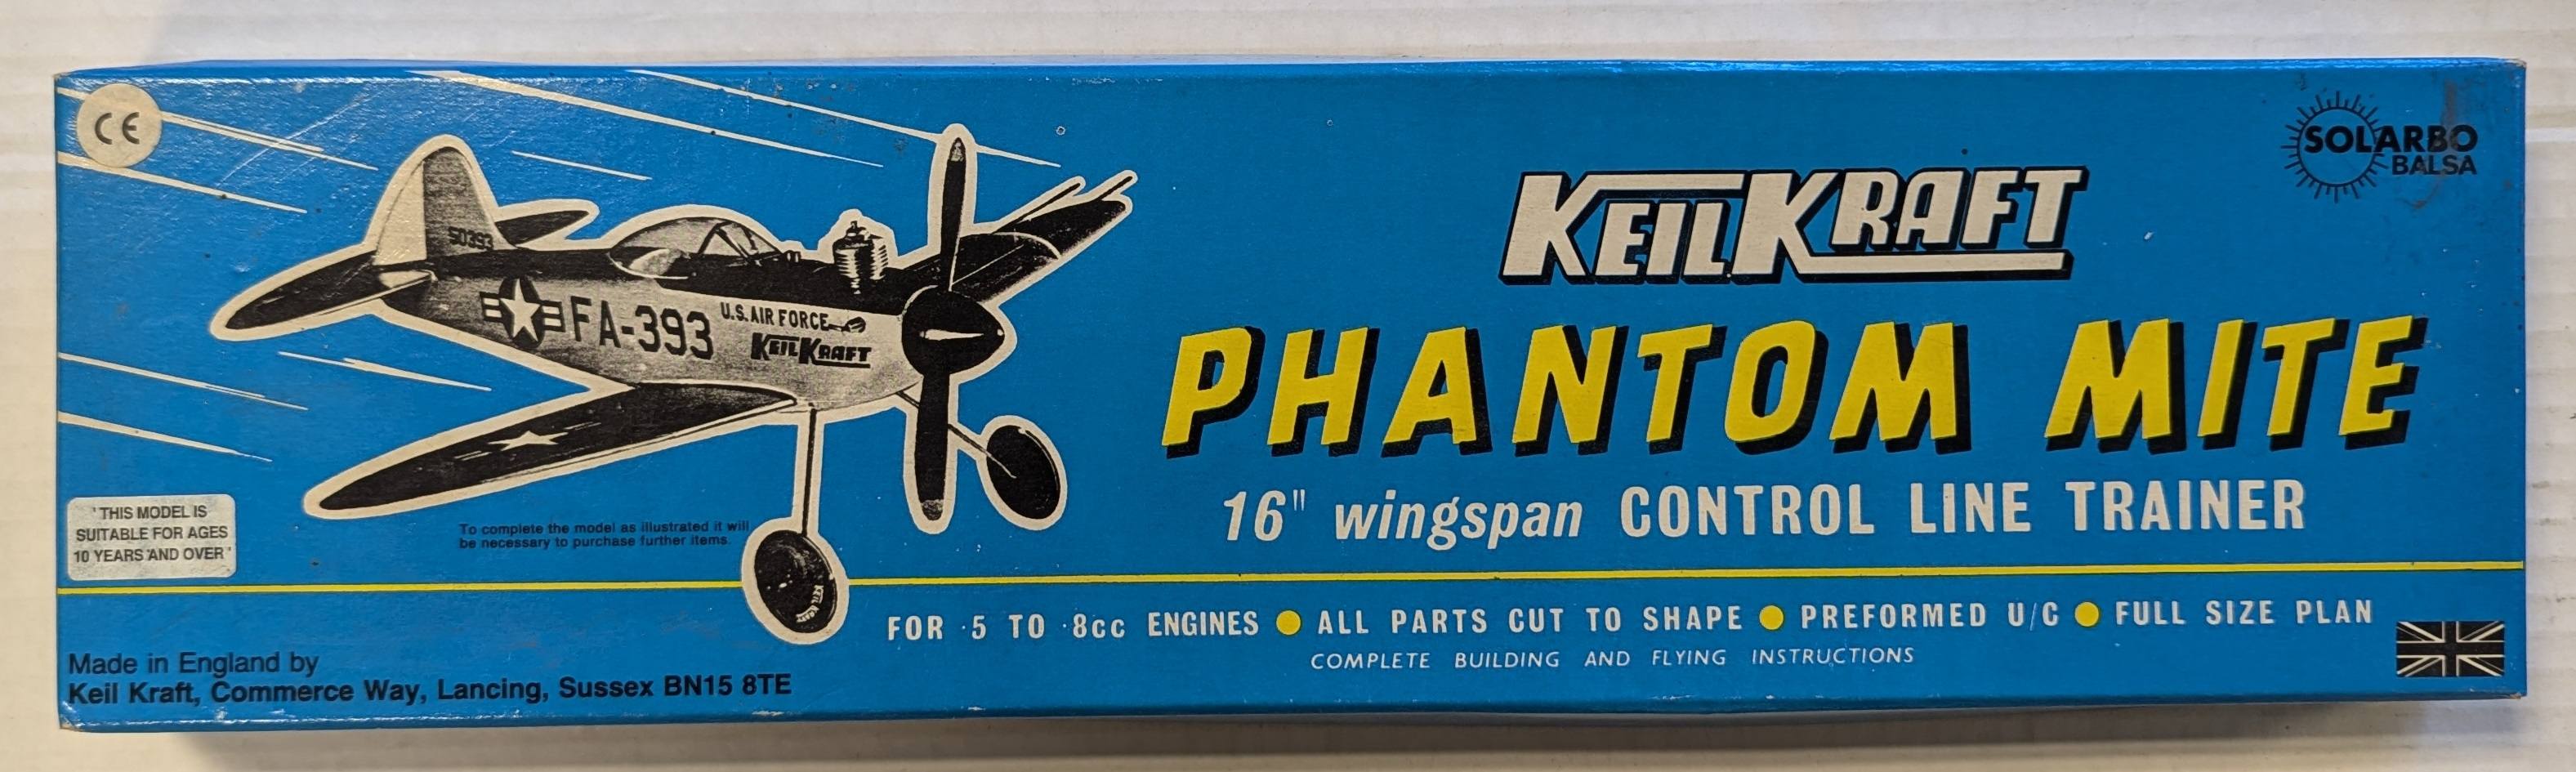 CE
SOLARBO
BALSA
KEILKRAFT
PHANTOM MITE
16" wingspan CONTROL LINE TRAINER
50393
FA-393
U.S. AIR FORCE
KEILKRAFT
'THIS MODEL IS
SUITABLE FOR AGES
10 YEARS AND OVER'
To complete the model as illustrated it will
be necessary to purchase further items.
KEILKRAFT
FOR ·5 TO ·8cc ENGINES ● ALL PARTS CUT TO SHAPE ● PREFORMED U/C ● FULL SIZE PLAN
COMPLETE BUILDING AND FLYING INSTRUCTIONS
Made in England by
Keil Kraft, Commerce Way, Lancing, Sussex BN15 8TE